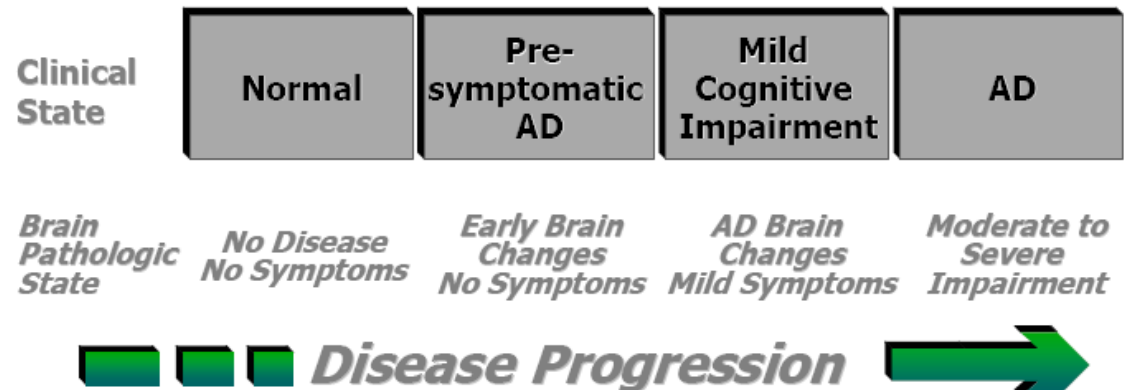 Clinical
State
Normal
Pre-
symptomatic
AD
Mild
Cognitive
Impairment
AD
Brain
Pathologic
State
No Disease
No Symptoms
Early Brain
Changes
No Symptoms
AD Brain
Changes
Mild Symptoms
Moderate to
Severe
Impairment
Disease Progression